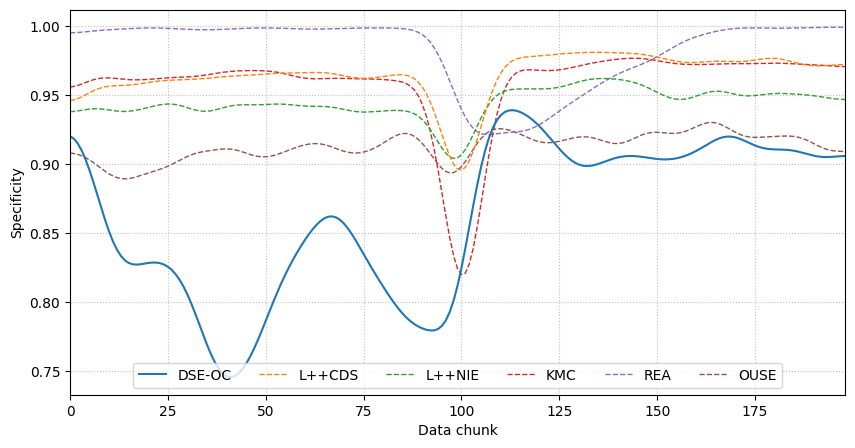 1.00
0.95
0.90
0.85
0.80
0.75
Specificity
DSE-OC L++CDS L++NIE KMC REA OUSE
0 25 50 75 100 125 150 175
Data chunk